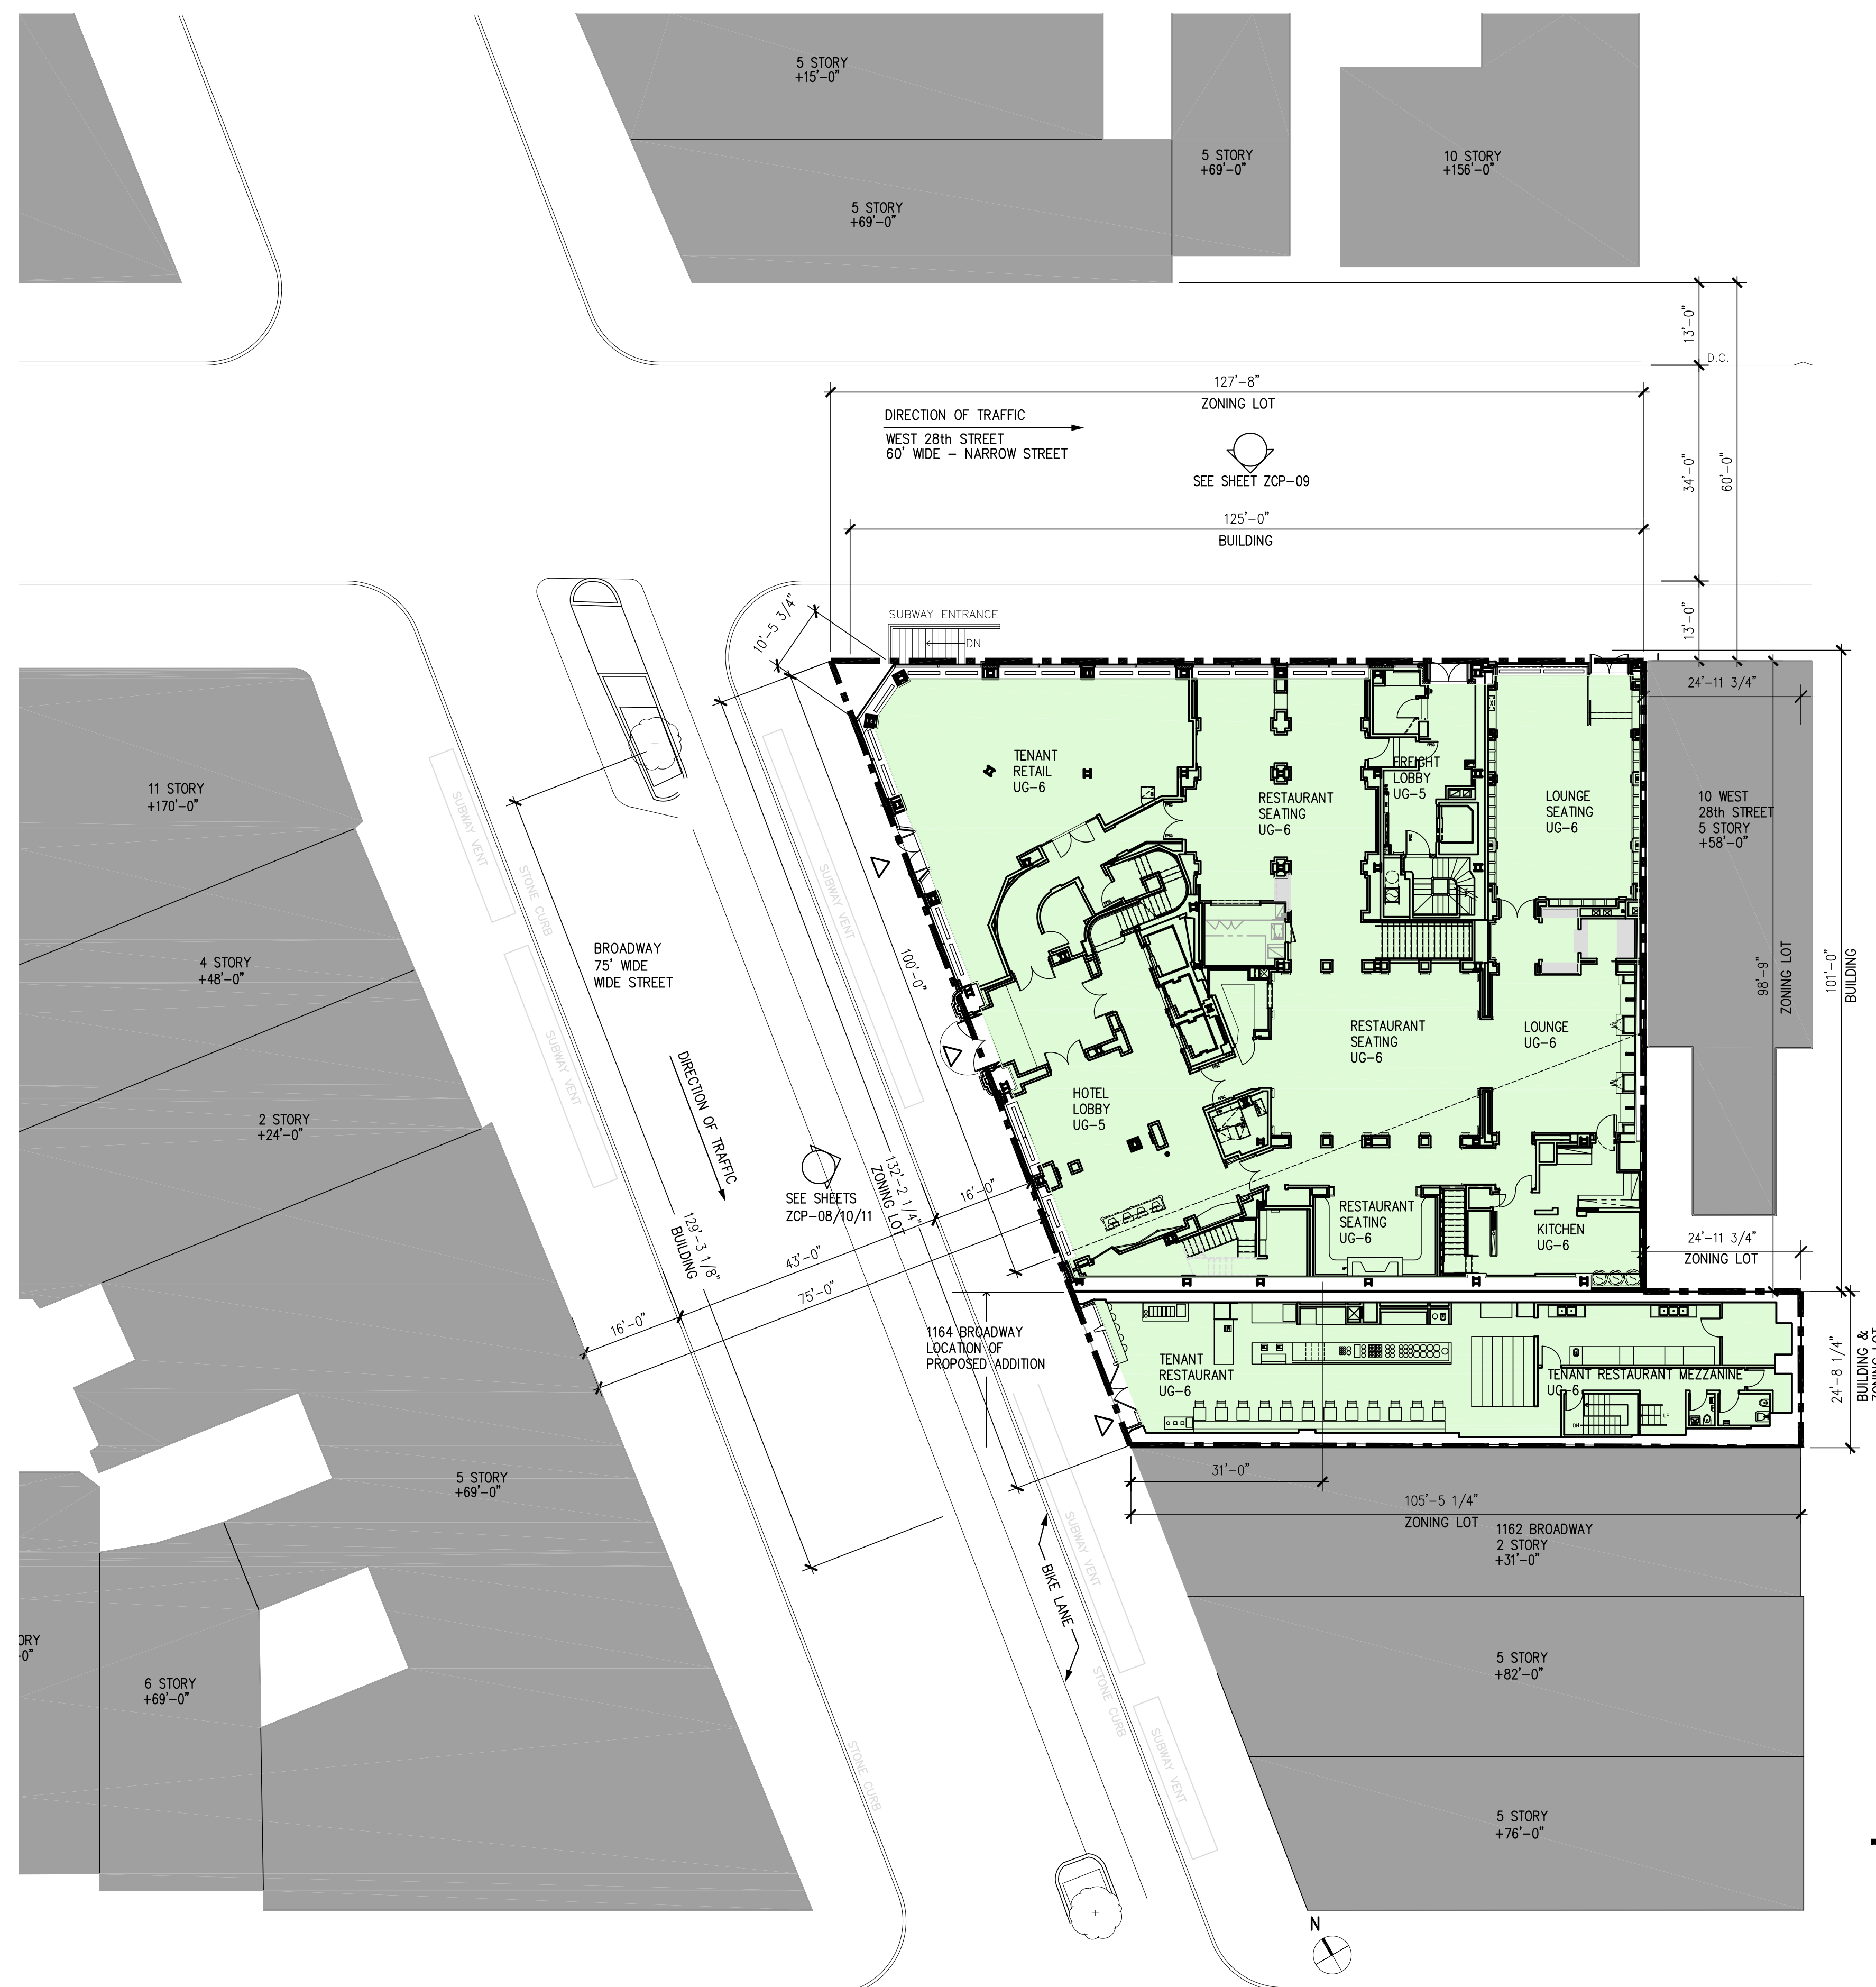 5 STORY
+15'-0"
5 STORY
+69'-0"
10 STORY
+156'-0"
5 STORY
+69'-0"
13'-0"
D.C.
127'-8"
ZONING LOT
DIRECTION OF TRAFFIC
WEST 28th STREET
60' WIDE – NARROW STREET
SEE SHEET ZCP-09
34'-0"
60'-0"
125'-0"
BUILDING
10'-5 3/4"
SUBWAY ENTRANCE
DN
13'-0"
24'-11 3/4"
11 STORY
+170'-0"
SUBWAY VENT
STONE CURB
SUBWAY VENT
TENANT
RETAIL
UG-6
RESTAURANT
SEATING
UG-6
FREIGHT
LOBBY
UG-5
LOUNGE
SEATING
UG-6
10 WEST
28th STREET
5 STORY
+58'-0"
4 STORY
+48'-0"
BROADWAY
75' WIDE
WIDE STREET
100'-0"
98'-9"
ZONING LOT
101'-0"
BUILDING
SUBWAY VENT
DIRECTION OF TRAFFIC
RESTAURANT
SEATING
UG-6
LOUNGE
UG-6
2 STORY
+24'-0"
HOTEL
LOBBY
UG-5
SEE SHEETS
ZCP-08/10/11
132'-2 1/4"
ZONING LOT
16'-0"
129'-3 1/8"
BUILDING
43'-0"
75'-0"
16'-0"
RESTAURANT
SEATING
UG-6
KITCHEN
UG-6
24'-11 3/4"
ZONING LOT
1164 BROADWAY
LOCATION OF
PROPOSED ADDITION
TENANT
RESTAURANT
UG-6
TENANT RESTAURANT MEZZANINE
UG-6
DN
UP
24'-8 1/4"
BUILDING &
ZONING LOT
31'-0"
105'-5 1/4"
ZONING LOT
1162 BROADWAY
2 STORY
+31'-0"
5 STORY
+69'-0"
SUBWAY VENT
BIKE LANE
ORY
-0"
6 STORY
+69'-0"
STONE CURB
5 STORY
+82'-0"
STONE CURB
SUBWAY VENT
5 STORY
+76'-0"
N